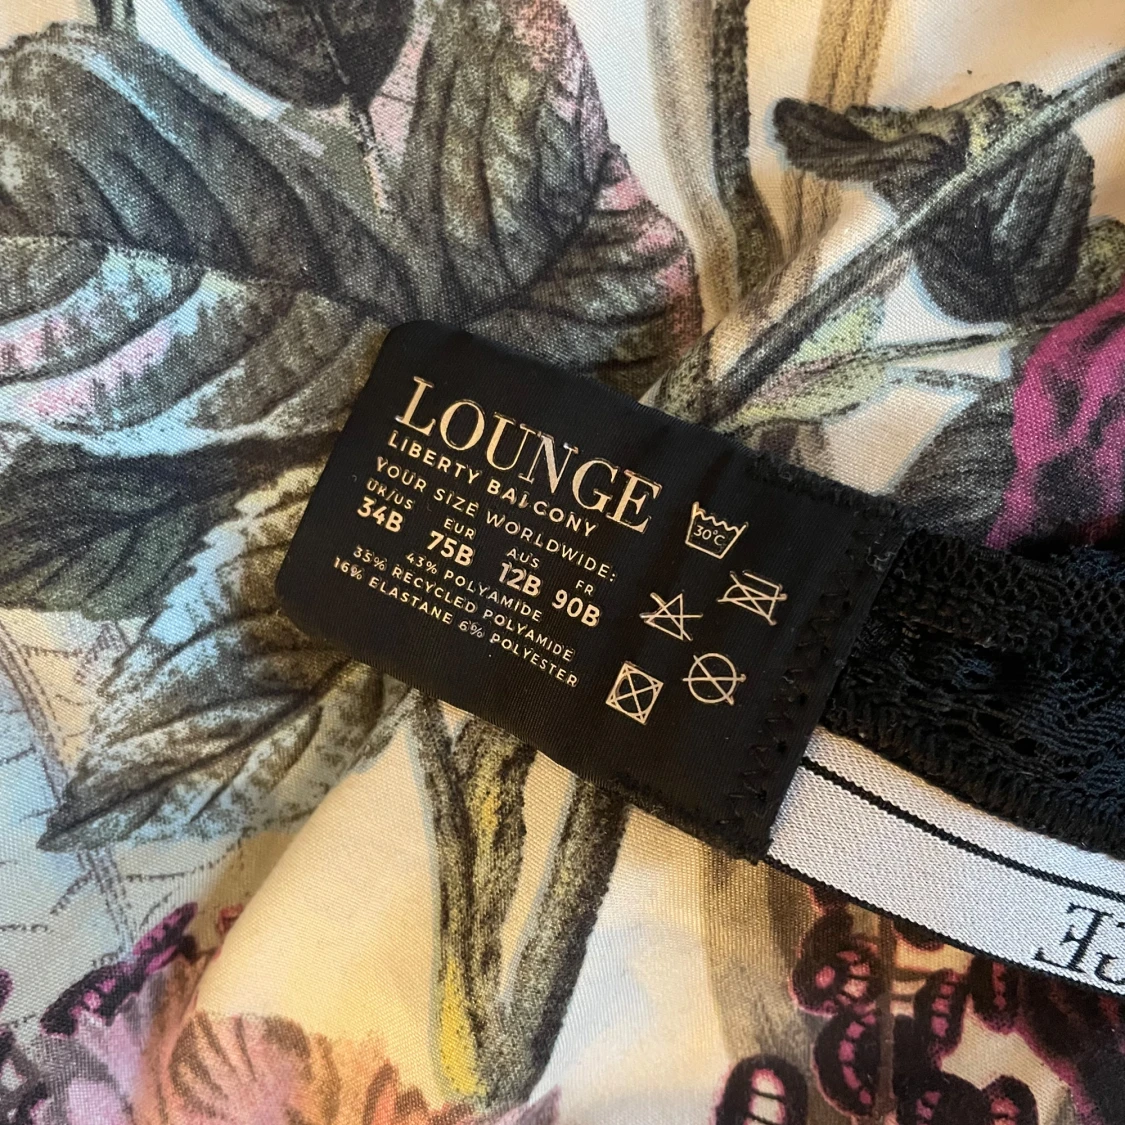 LOUNGE
LIBERTY BALCONY
YOUR SIZE WORLDWIDE:
UK/US EUR AUS FR
34B 75B 12B 90B
43% POLYAMIDE
35% RECYCLED POLYAMIDE
16% ELASTANE 6% POLYESTER
30°C